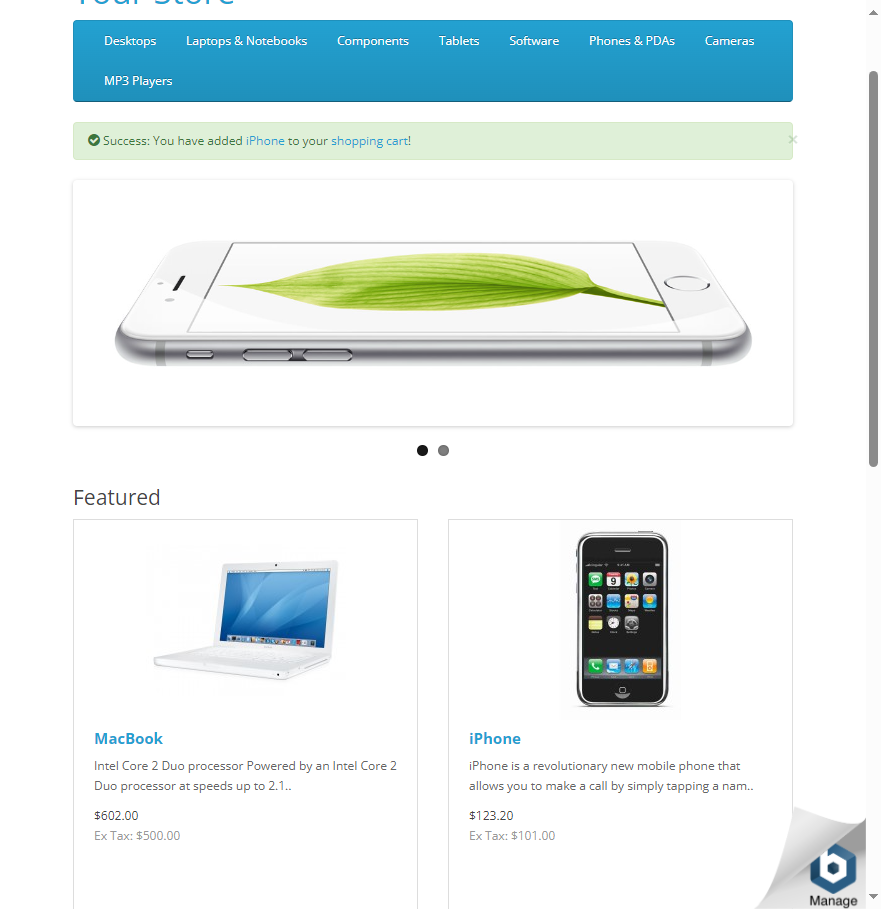 Your Store
Desktops Laptops & Notebooks Components Tablets Software Phones & PDAs Cameras
MP3 Players
Success: You have added iPhone to your shopping cart! ×
Featured
MacBook
Intel Core 2 Duo processor Powered by an Intel Core 2
Duo processor at speeds up to 2.1..
$602.00
Ex Tax: $500.00
iPhone
iPhone is a revolutionary new mobile phone that
allows you to make a call by simply tapping a nam..
$123.20
Ex Tax: $101.00
Manage